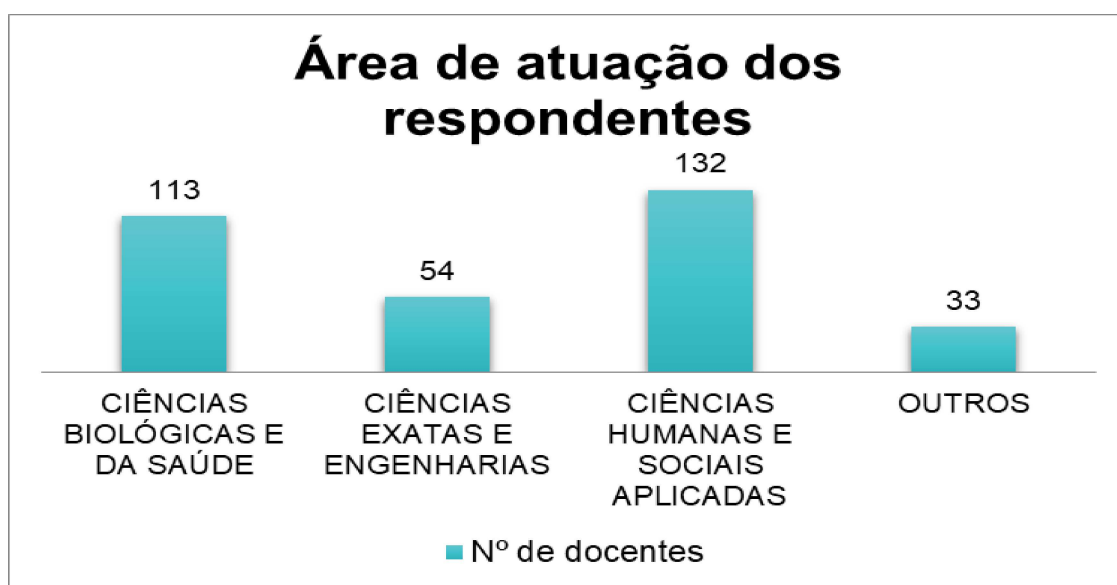 Área de atuação dos
respondentes
113
54
132
33
CIÊNCIAS
BIOLÓGICAS E
DA SAÚDE
CIÊNCIAS
EXATAS E
ENGENHARIAS
CIÊNCIAS
HUMANAS E
SOCIAIS
APLICADAS
OUTROS
Nº de docentes